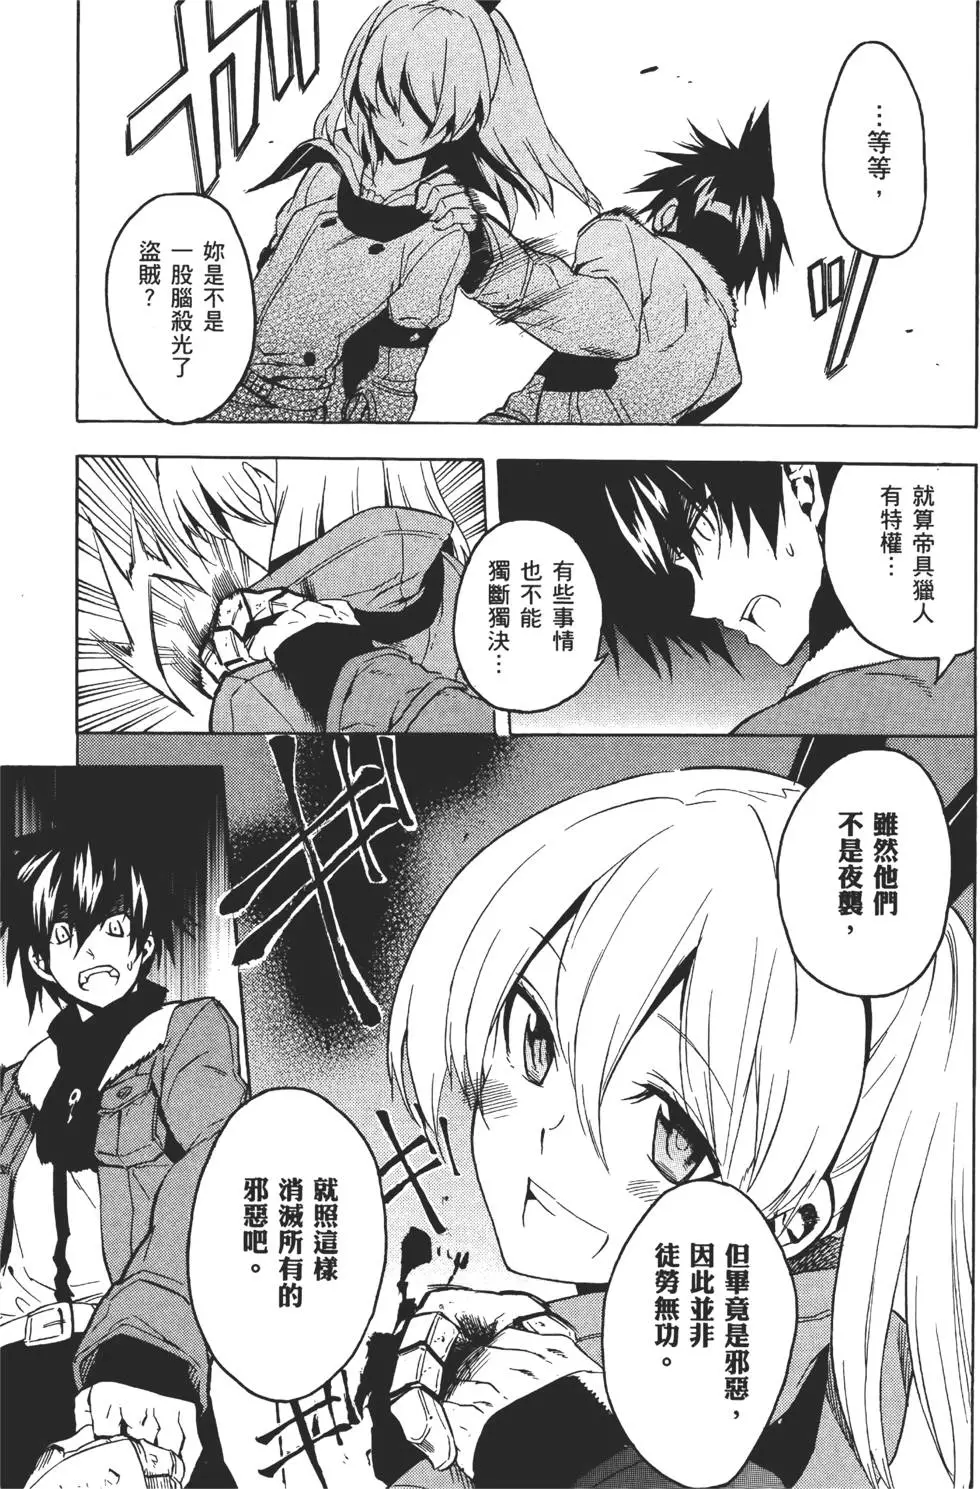 …等等，
妳是不是
一股腦殺光了
盜賊？
就算帝具獵人
有特權…
有些事情
也不能
獨斷獨決…
雖然他們
不是夜襲，
但畢竟是邪惡，
因此並非
徒勞無功。
就照這樣
消滅所有的
邪惡吧。